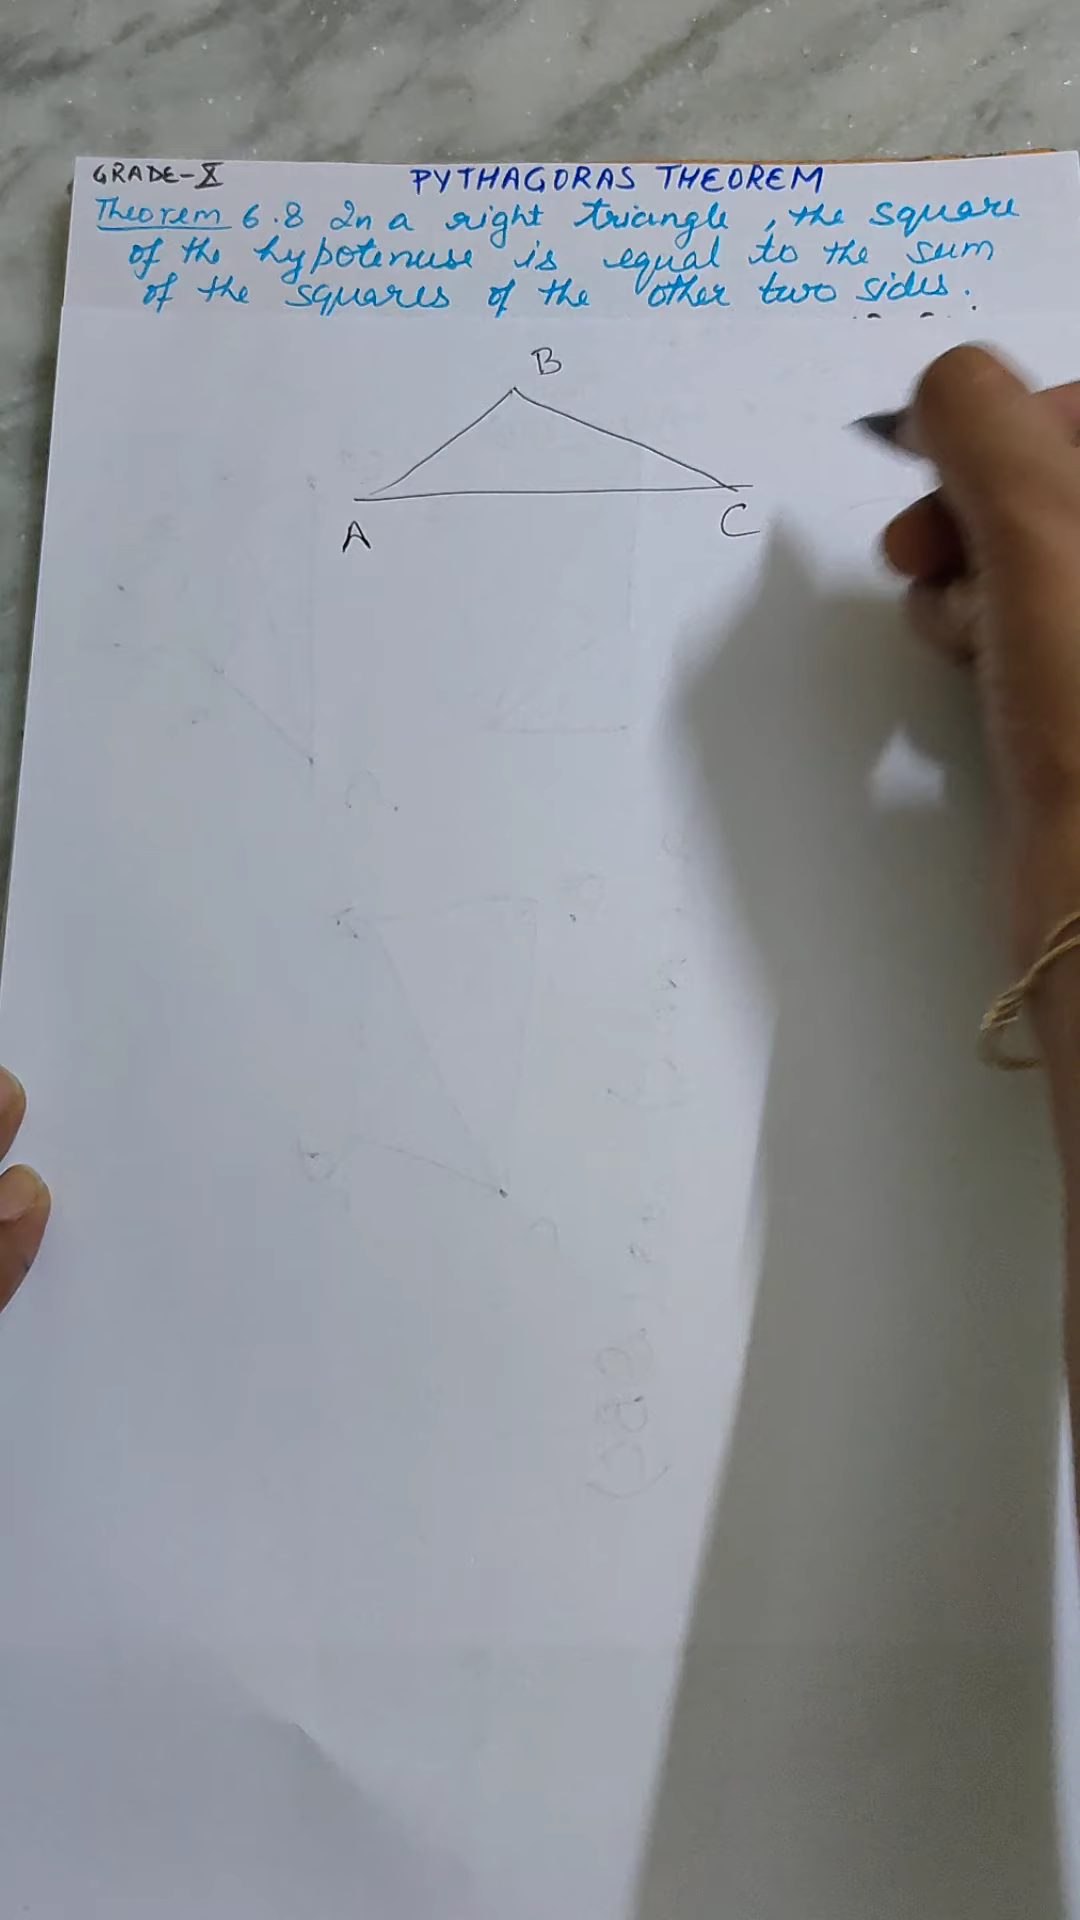 GRADE-X
PYTHAGORAS THEOREM
Theorem 6.8 In a right triangle, the square
of the hypotenuse is equal to the sum
of the squares of the other two sides.
B
A
C